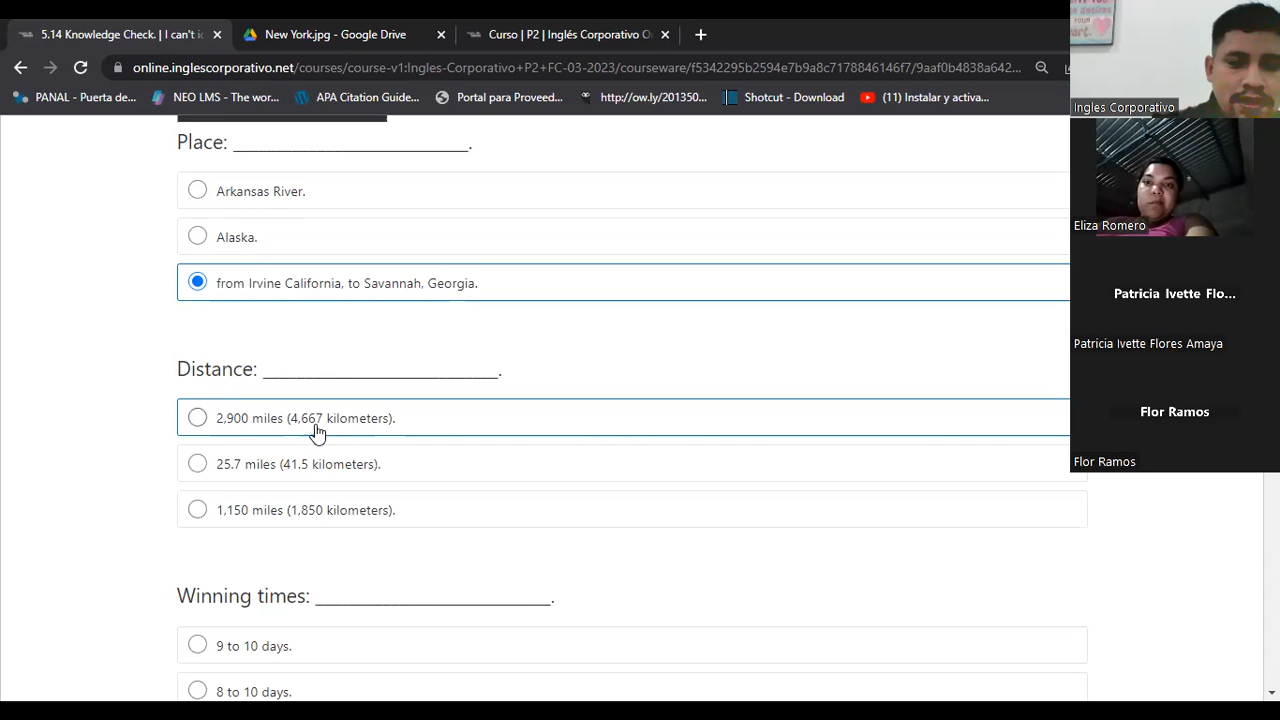 5.14 Knowledge Check. | I can't i
New York.jpg - Google Drive
Curso | P2 | Inglés Corporativo
online.inglescorporativo.net/courses/course-v1:Ingles-Corporativo+P2+EC-03-2023/courseware/f5342295b2594e7b9a8c7178846146f7/9aaf0b4838a642...
PANAL - Puerta de...
NEO LMS - The wor...
APA Citation Guide...
Portal para Proveen...
http://ow.ly/201350...
Shotcut - Download
(11) Instalar y activa...
Place: ___________________________.
Arkansas River.
Alaska.
from Irvine California, to Savannah, Georgia.
Distance: ___________________________.
2,900 miles (4,667 kilometers).
25.7 miles (41.5 kilometers).
1,150 miles (1,850 kilometers).
Winning times: ___________________________.
9 to 10 days.
8 to 10 days.
Ingles Corporativo
Eliza Romero
Patricia Ivette Flo...
Patricia Ivette Flores Amaya
Flor Ramos
Flor Ramos